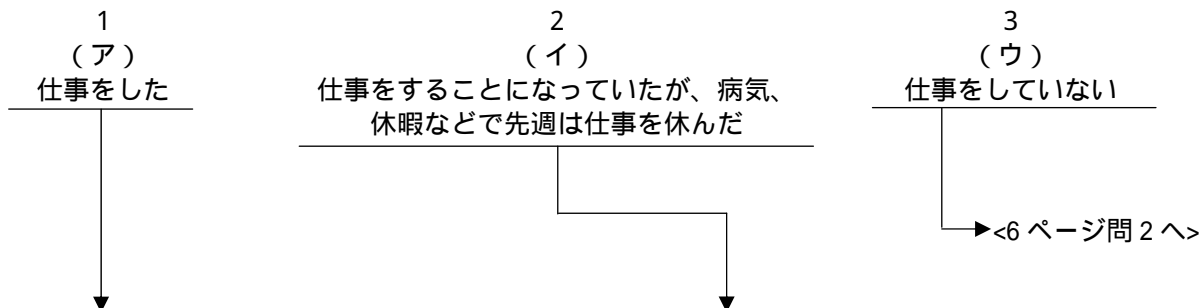 1
(ア)
仕事をした
2
(イ)
仕事をすることになっていたが、病気、
休暇などで先週は仕事を休んだ
3
(ウ)
仕事をしていない
<6 ページ問 2 へ>